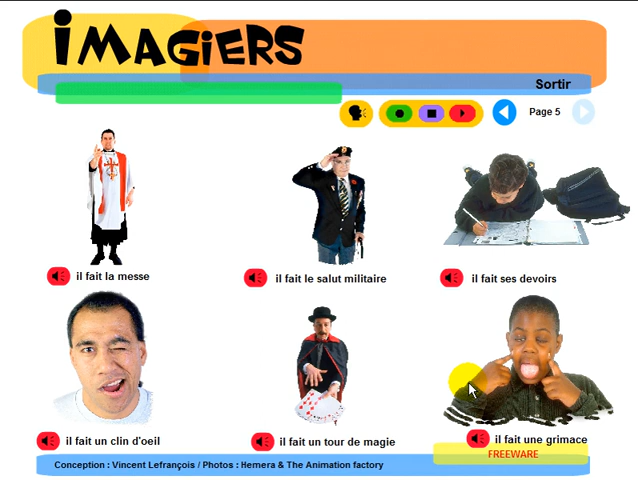 iMAGiERS
Sortir
Page 5
il fait la messe
il fait le salut militaire
il fait ses devoirs
il fait un clin d'oeil
il fait un tour de magie
il fait une grimace
FREEWARE
Conception : Vincent Lefrançois / Photos : Hemera & The Animation factory